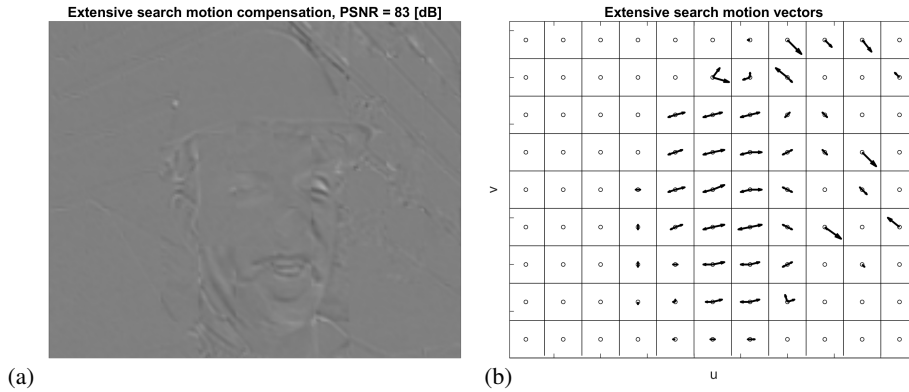 Extensive search motion compensation, PSNR = 83 [dB]
Extensive search motion vectors
v
u
(a)
(b)